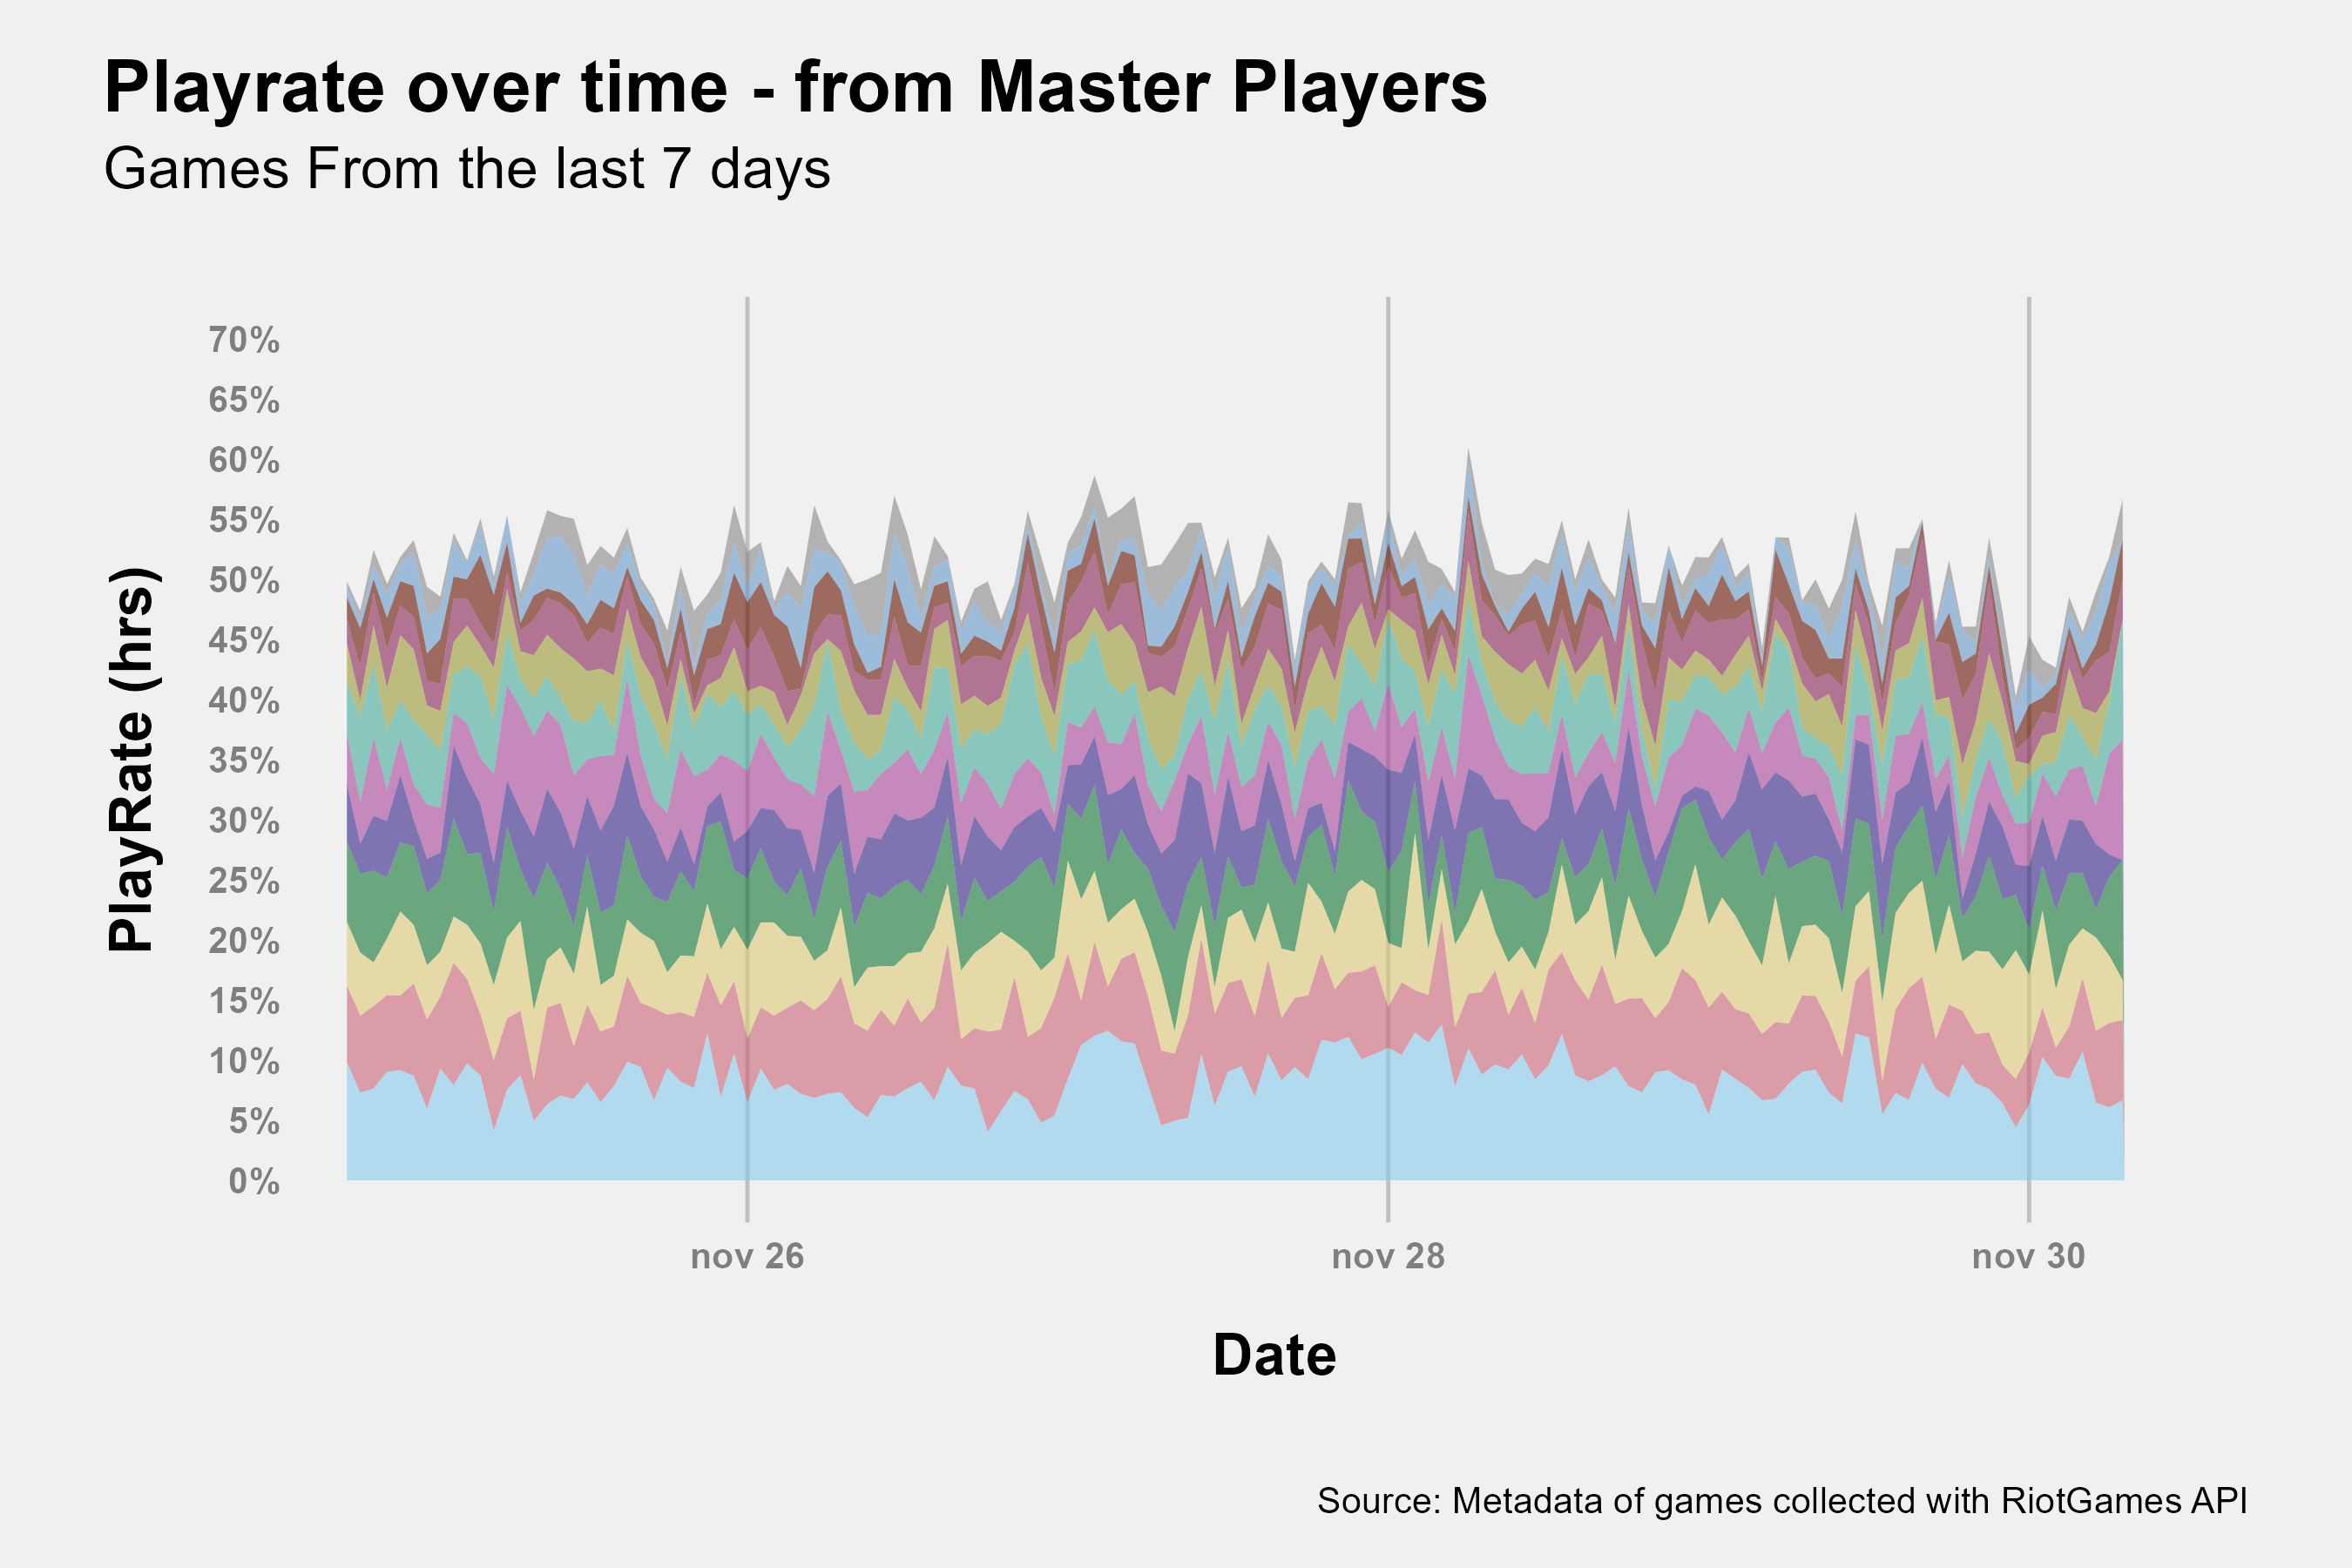 Playrate over time - from Master Players
Games From the last 7 days
70%
65%
60%
55%
50%
45%
40%
35%
30%
25%
20%
15%
10%
5%
0%
PlayRate (hrs)
nov 26
nov 28
nov 30
Date
Source: Metadata of games collected with RiotGames API